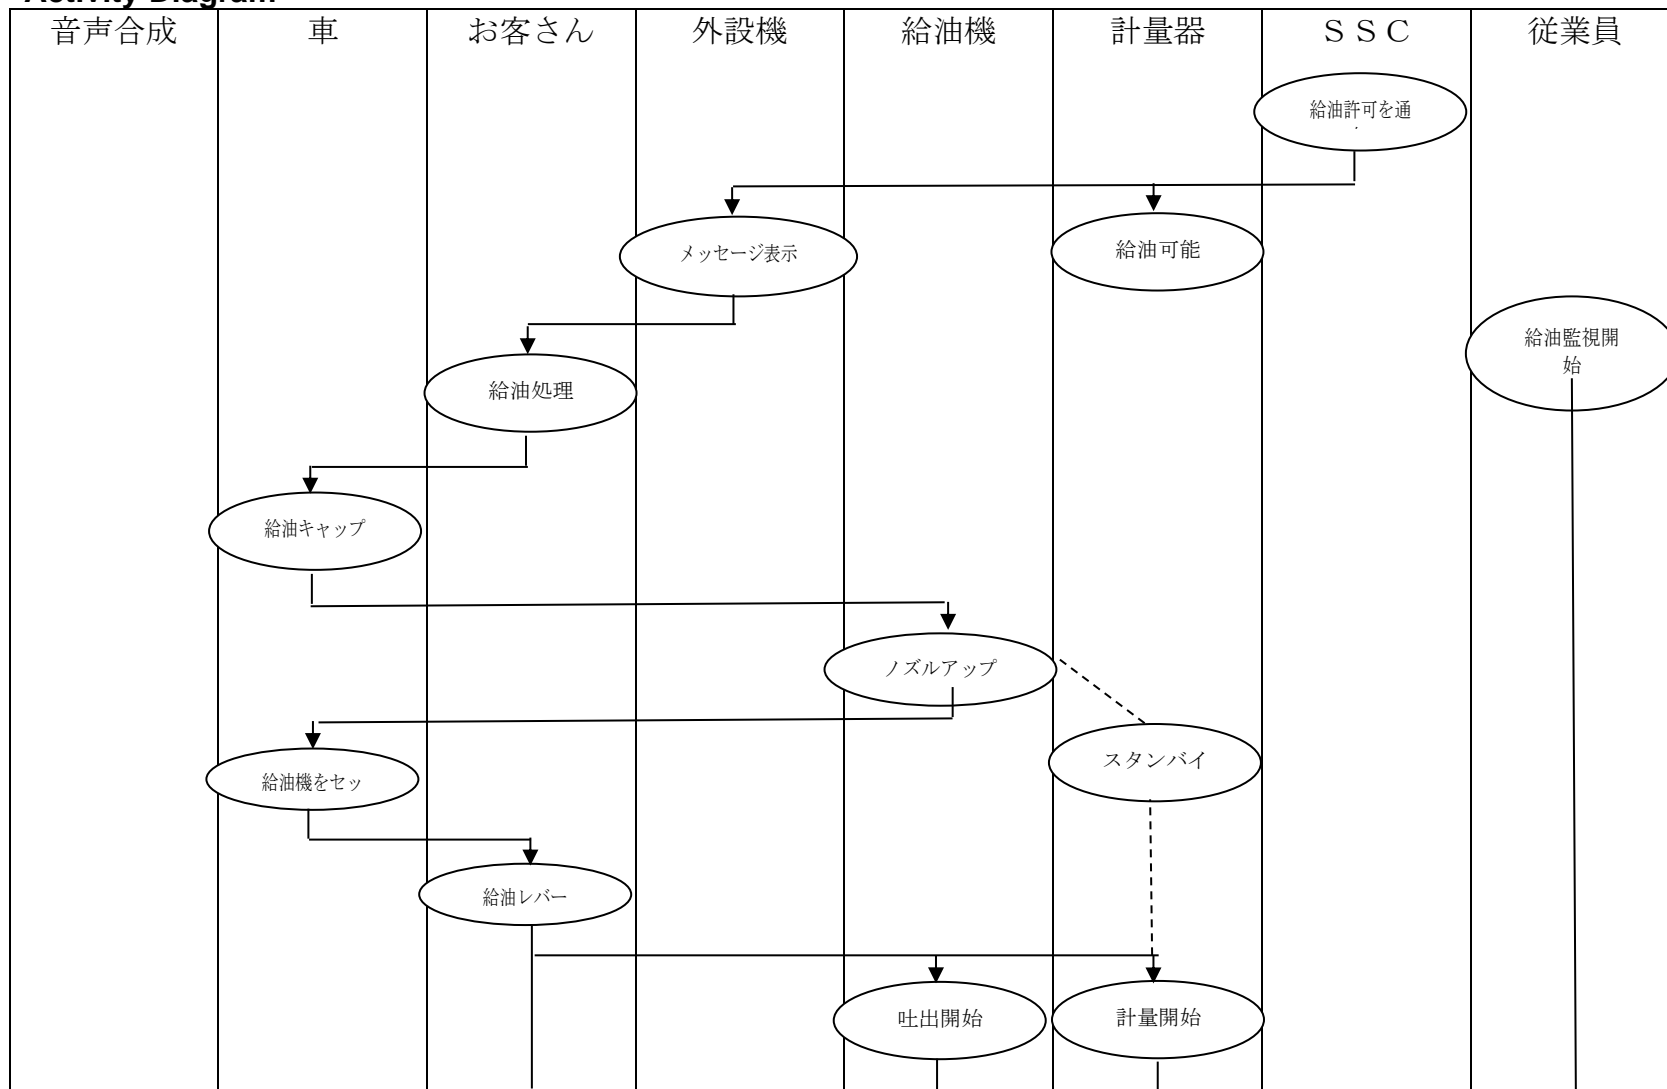 Activity Diagram
音声合成 車 お客さん 外設機 給油機 計量器 ＳＳＣ 従業員
給油許可を通
メッセージ表示 給油可能
給油監視開
始
給油処理
給油キャップ
ノズルアップ
スタンバイ
給油機をセッ
給油レバー
吐出開始 計量開始